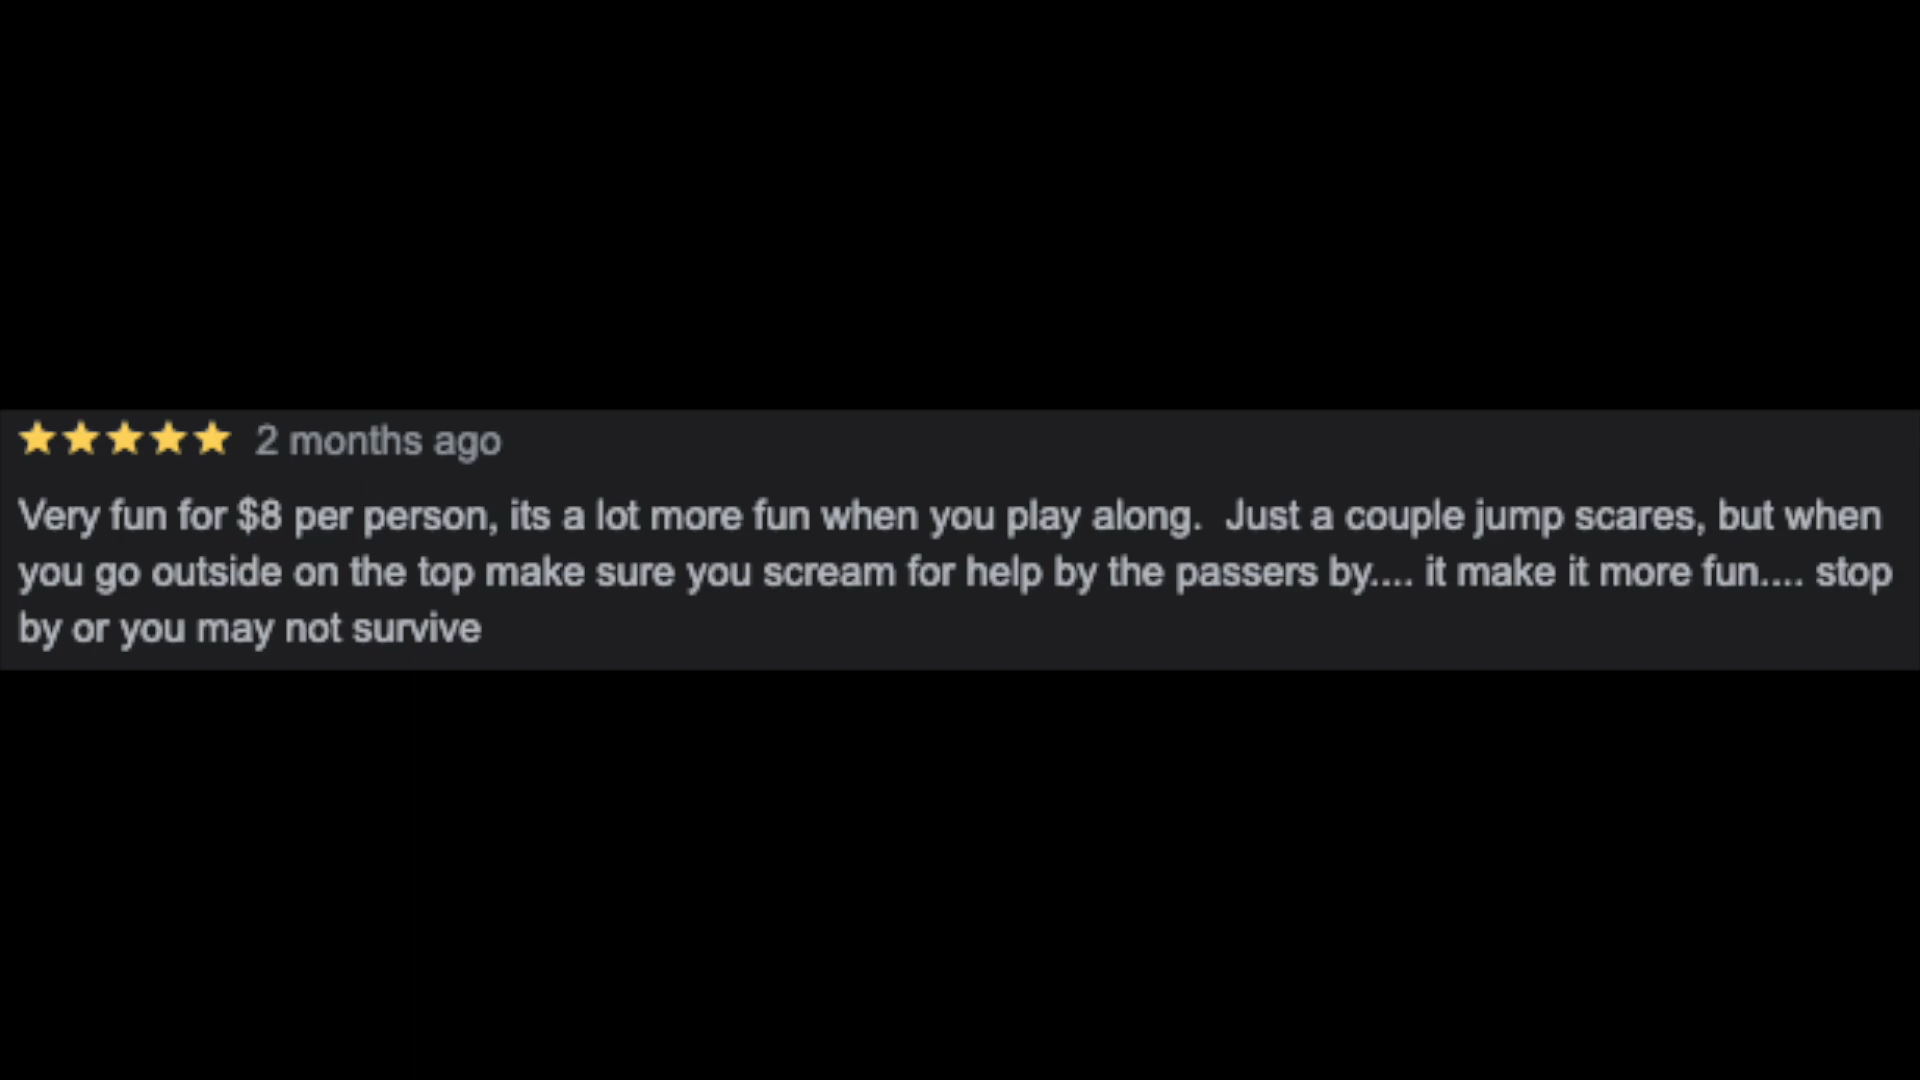 2 months ago
Very fun for $8 per person, its a lot more fun when you play along.  Just a couple jump scares, but when
you go outside on the top make sure you scream for help by the passers by.... it make it more fun.... stop
by or you may not survive